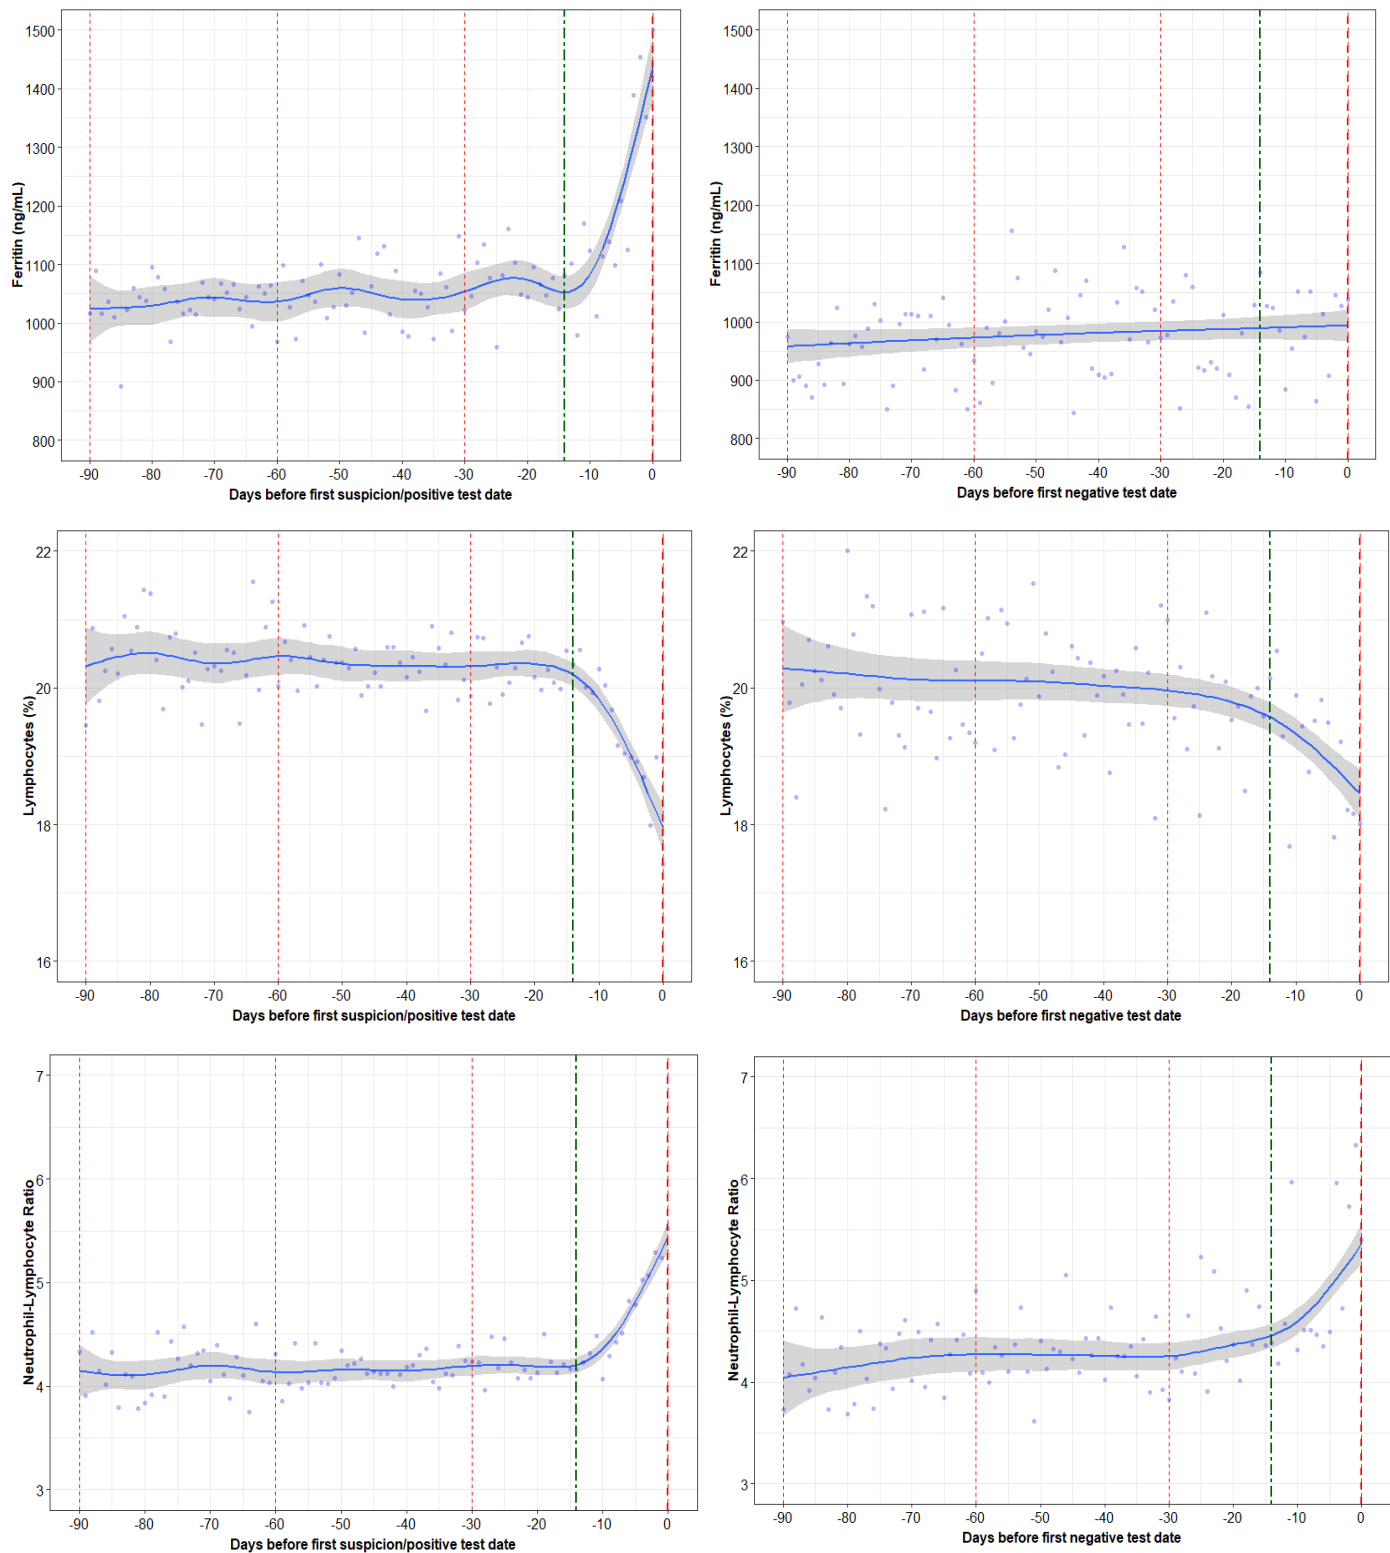 1500
1400
1300
1200
1100
1000
900
800
Ferritin (ng/mL)
-90 -80 -70 -60 -50 -40 -30 -20 -10 0
Days before first suspicion/positive test date
1500
1400
1300
1200
1100
1000
900
800
Ferritin (ng/mL)
-90 -80 -70 -60 -50 -40 -30 -20 -10 0
Days before first negative test date
22
20
18
16
Lymphocytes (%)
-90 -80 -70 -60 -50 -40 -30 -20 -10 0
Days before first suspicion/positive test date
22
20
18
16
Lymphocytes (%)
-90 -80 -70 -60 -50 -40 -30 -20 -10 0
Days before first negative test date
7
6
5
4
3
Neutrophil-Lymphocyte Ratio
-90 -80 -70 -60 -50 -40 -30 -20 -10 0
Days before first suspicion/positive test date
7
6
5
4
3
Neutrophil-Lymphocyte Ratio
-90 -80 -70 -60 -50 -40 -30 -20 -10 0
Days before first negative test date